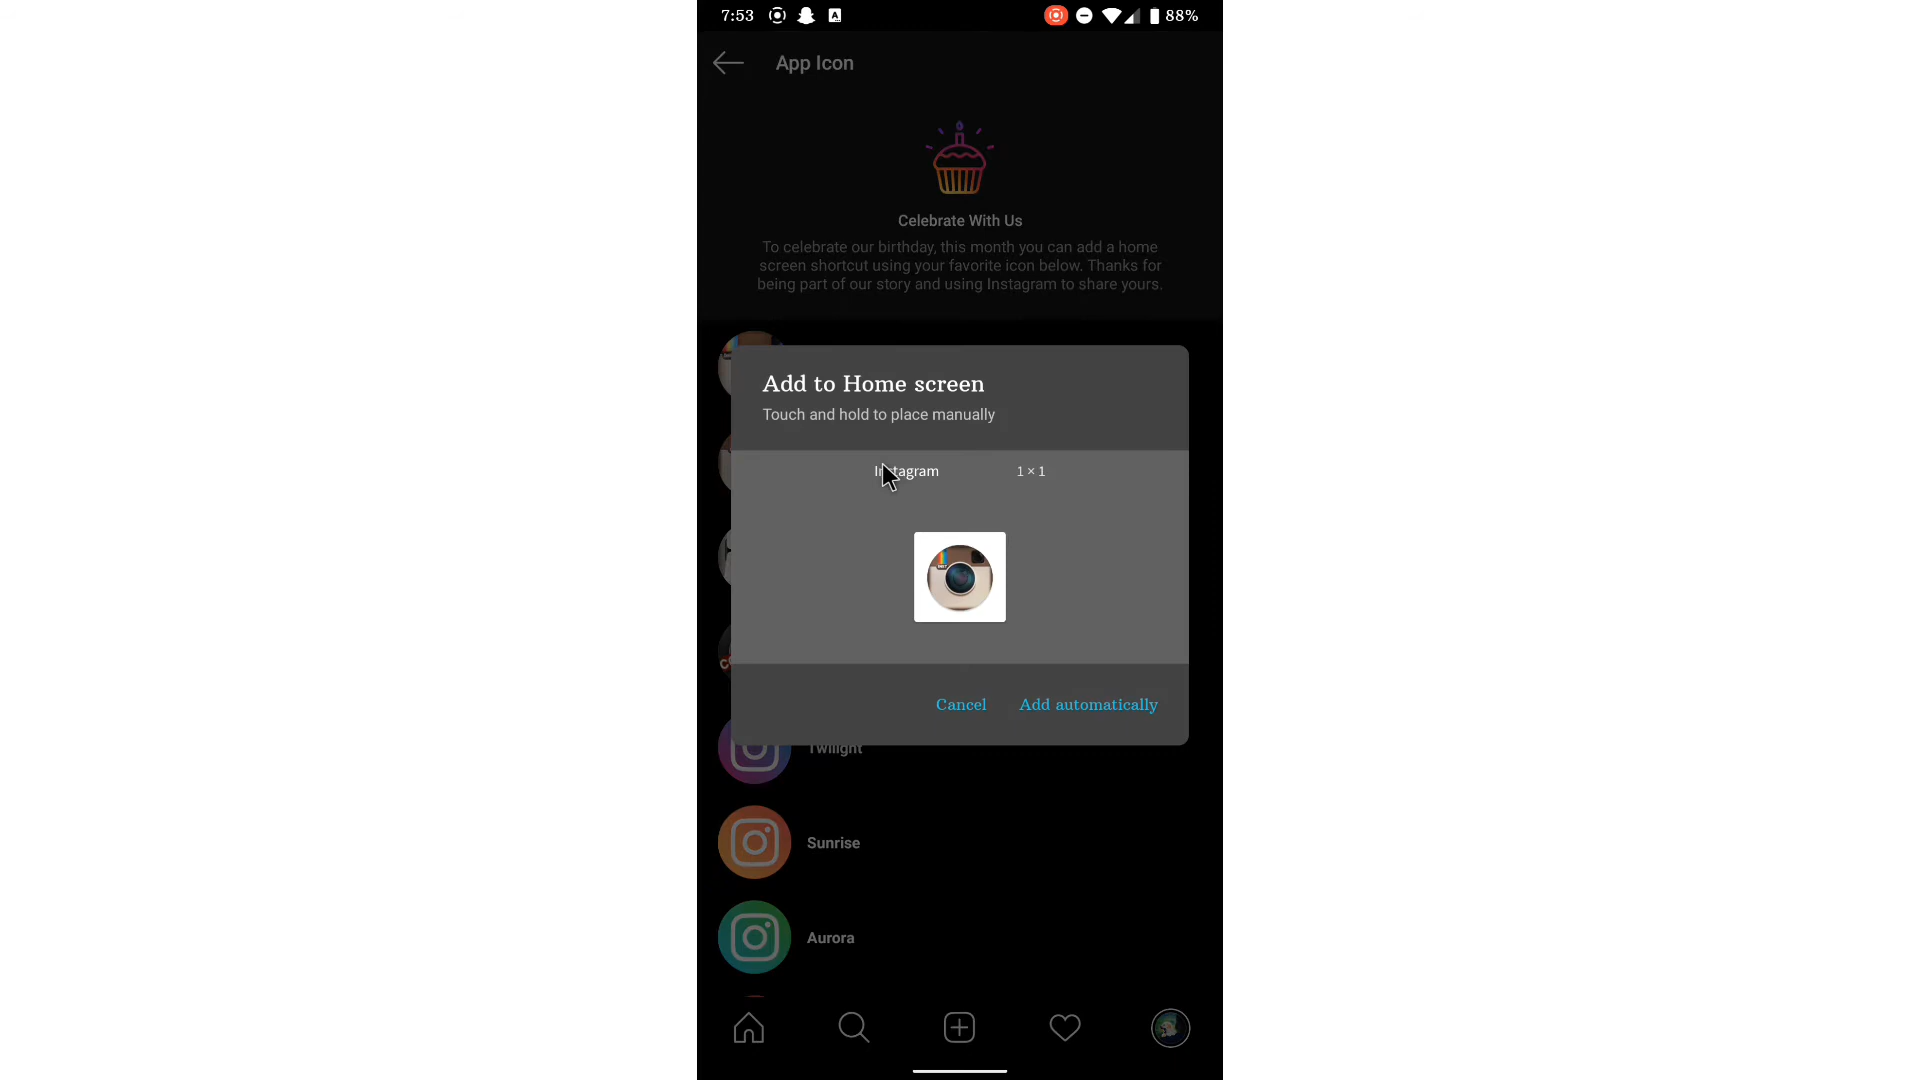 7:53
88%
App Icon
Celebrate With Us
To celebrate our birthday, this month you can add a home
screen shortcut using your favorite icon below. Thanks for
being part of our story and using Instagram to share yours.
Add to Home screen
Touch and hold to place manually
Instagram 1 × 1
Cancel Add automatically
Twilight
Sunrise
Aurora